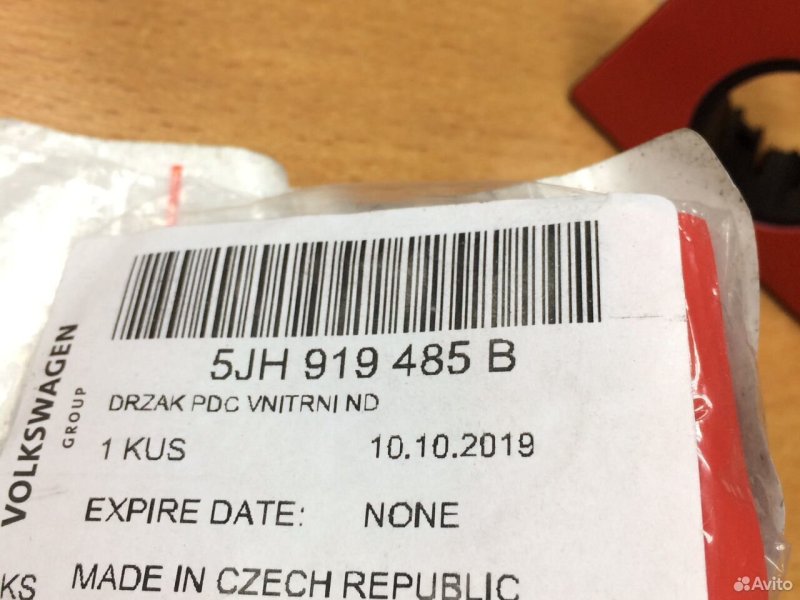 VOLKSWAGEN
GROUP
5JH 919 485 B
DRZAK PDC VNITRNI ND
1 KUS
10.10.2019
EXPIRE DATE: NONE
KS
MADE IN CZECH REPUBLIC
Avito